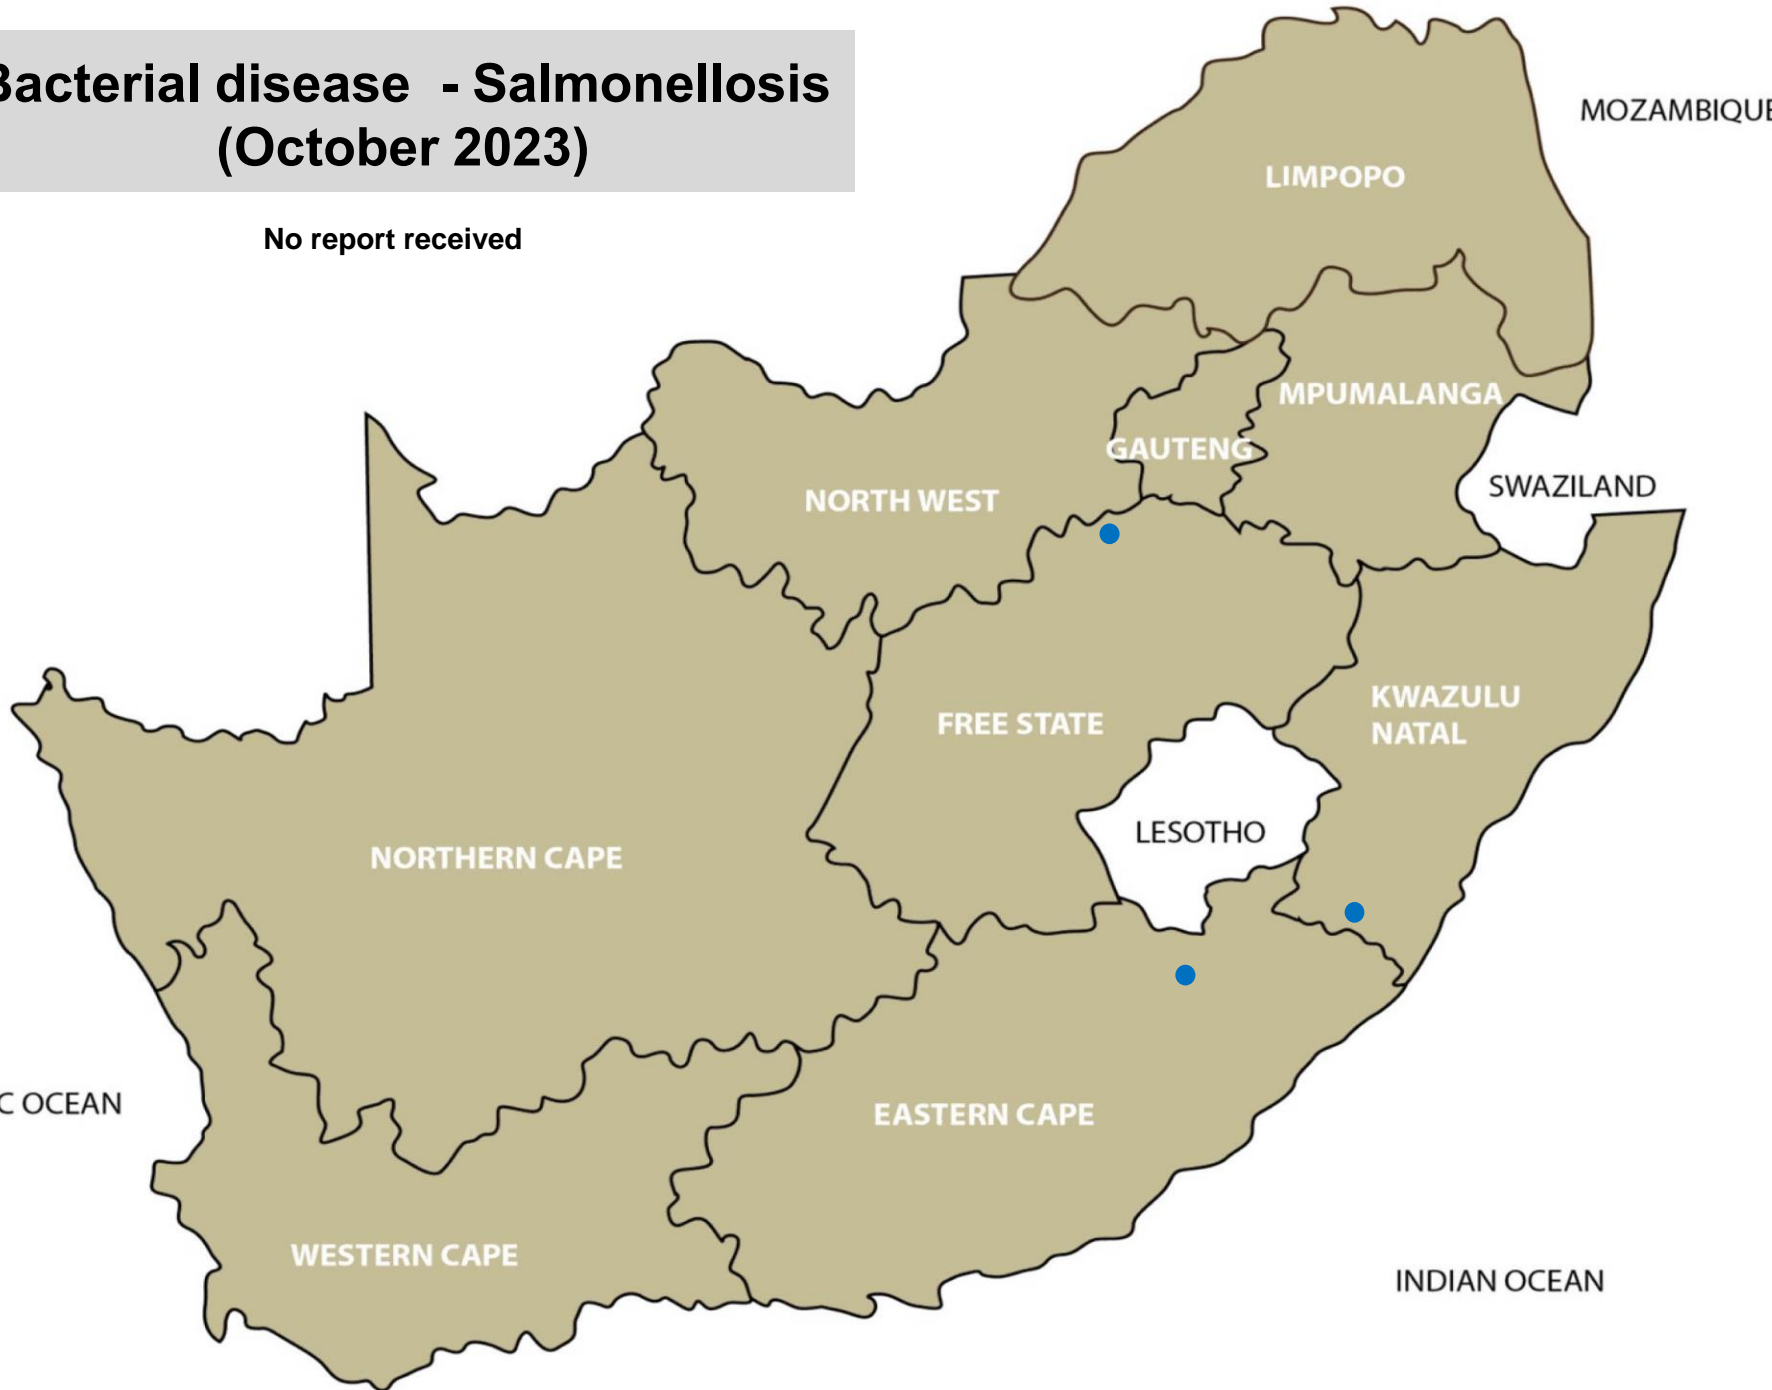 Bacterial disease - Salmonellosis
(October 2023)
No report received
MOZAMBIQUE
LIMPOPO
MPUMALANGA
GAUTENG
SWAZILAND
NORTH WEST
KWAZULU
NATAL
FREE STATE
LESOTHO
NORTHERN CAPE
C OCEAN
EASTERN CAPE
WESTERN CAPE
INDIAN OCEAN